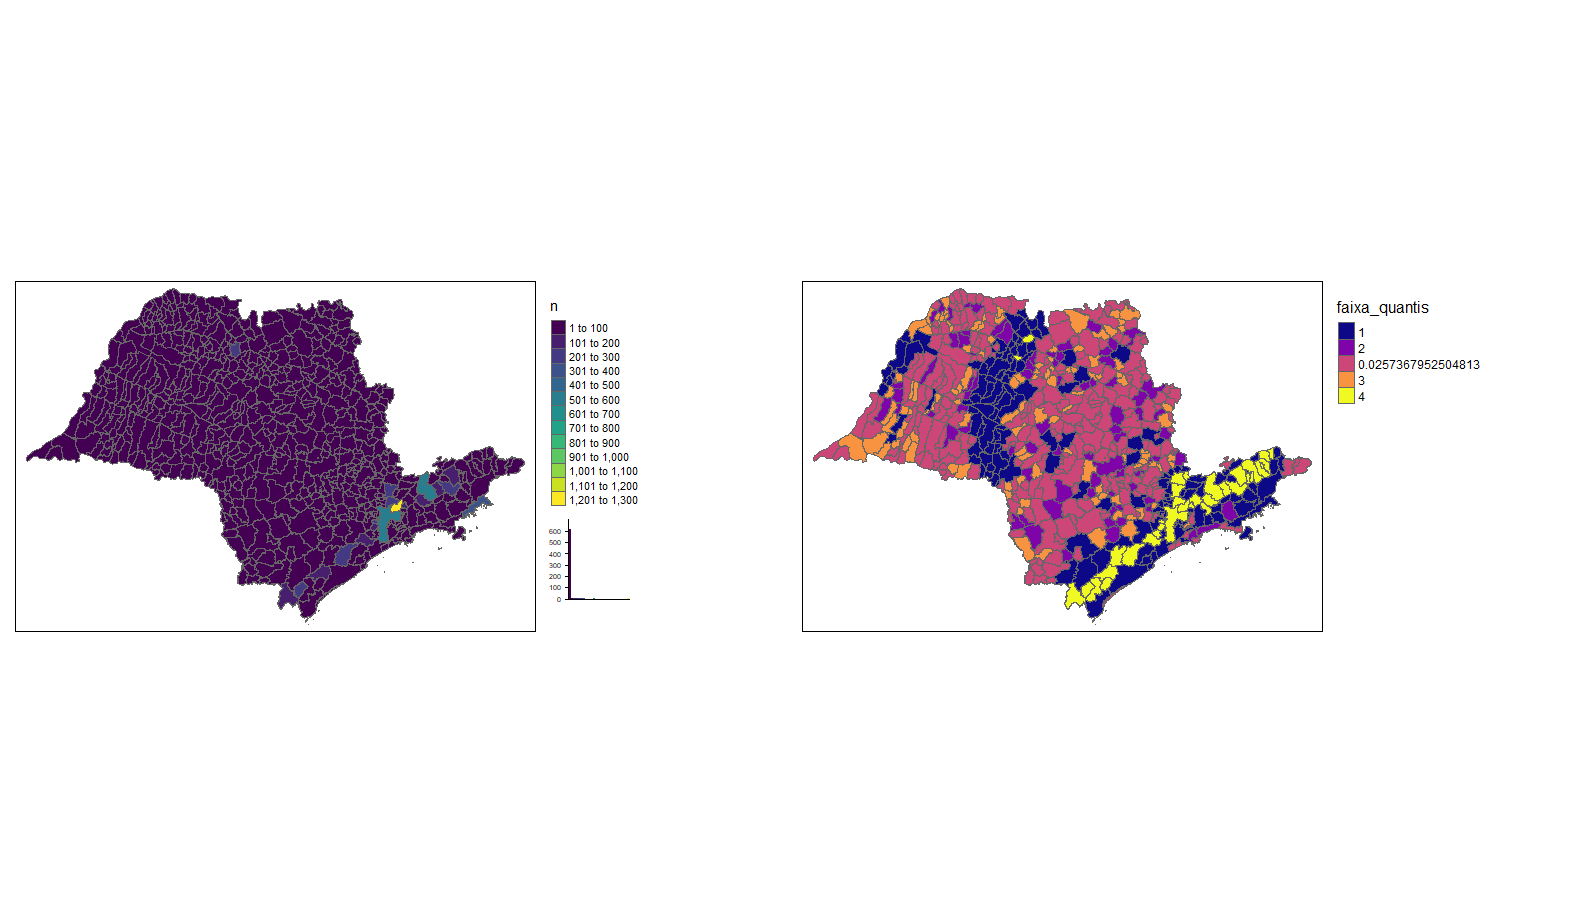 n
1 to 100
101 to 200
201 to 300
301 to 400
401 to 500
501 to 600
601 to 700
701 to 800
801 to 900
901 to 1,000
1,001 to 1,100
1,101 to 1,200
1,201 to 1,300
600
500
400
300
200
100
0
faixa_quantis
1
2
0.0257367952504813
3
4